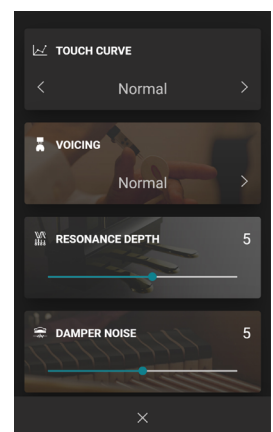 TOUCH CURVE
Normal
VOICING
Normal
RESONANCE DEPTH 5
DAMPER NOISE 5